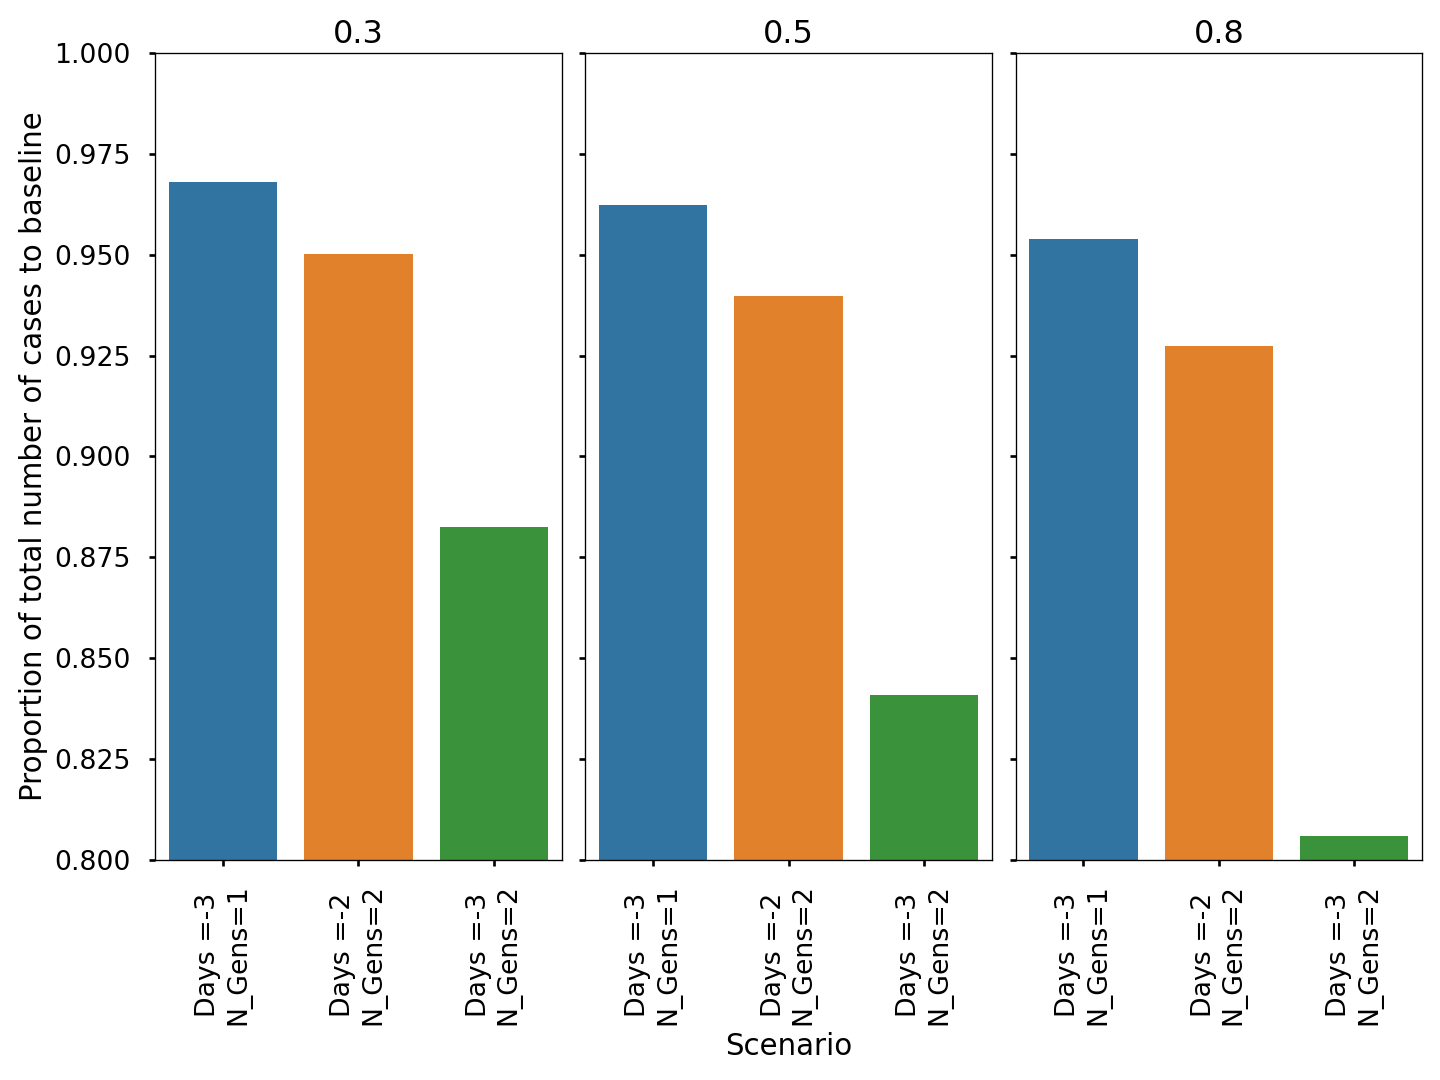 0.3
0.5
0.8
Proportion of total number of cases to baseline
1.000
0.975
0.950
0.925
0.900
0.875
0.850
0.825
0.800
Days =-3
N_Gens=1
Days =-2
N_Gens=2
Days =-3
N_Gens=2
Days =-3
N_Gens=1
Days =-2
N_Gens=2
Days =-3
N_Gens=2
Days =-3
N_Gens=1
Days =-2
N_Gens=2
Days =-3
N_Gens=2
Scenario